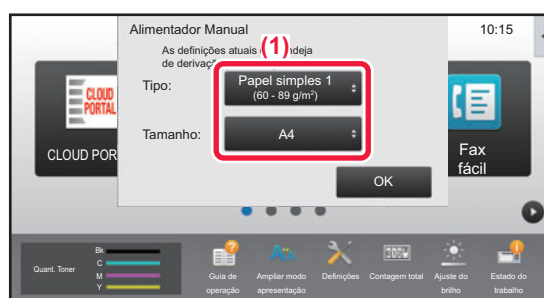 Alimentador Manual
10:15
As definições atuais
ndeja
de derivaç
(1)
Tipo:
Papel simples 1
(60 - 89 g/m²)
Tamanho:
A4
OK
CLOUD
PORTAL
CLOUD POR
Fax
fácil
Quant. Toner
Bk
C
M
Y
Guia de
operação
Ampliar modo
apresentação
Definições
Contagem total
Ajuste do
brilho
Estado do
trabalho